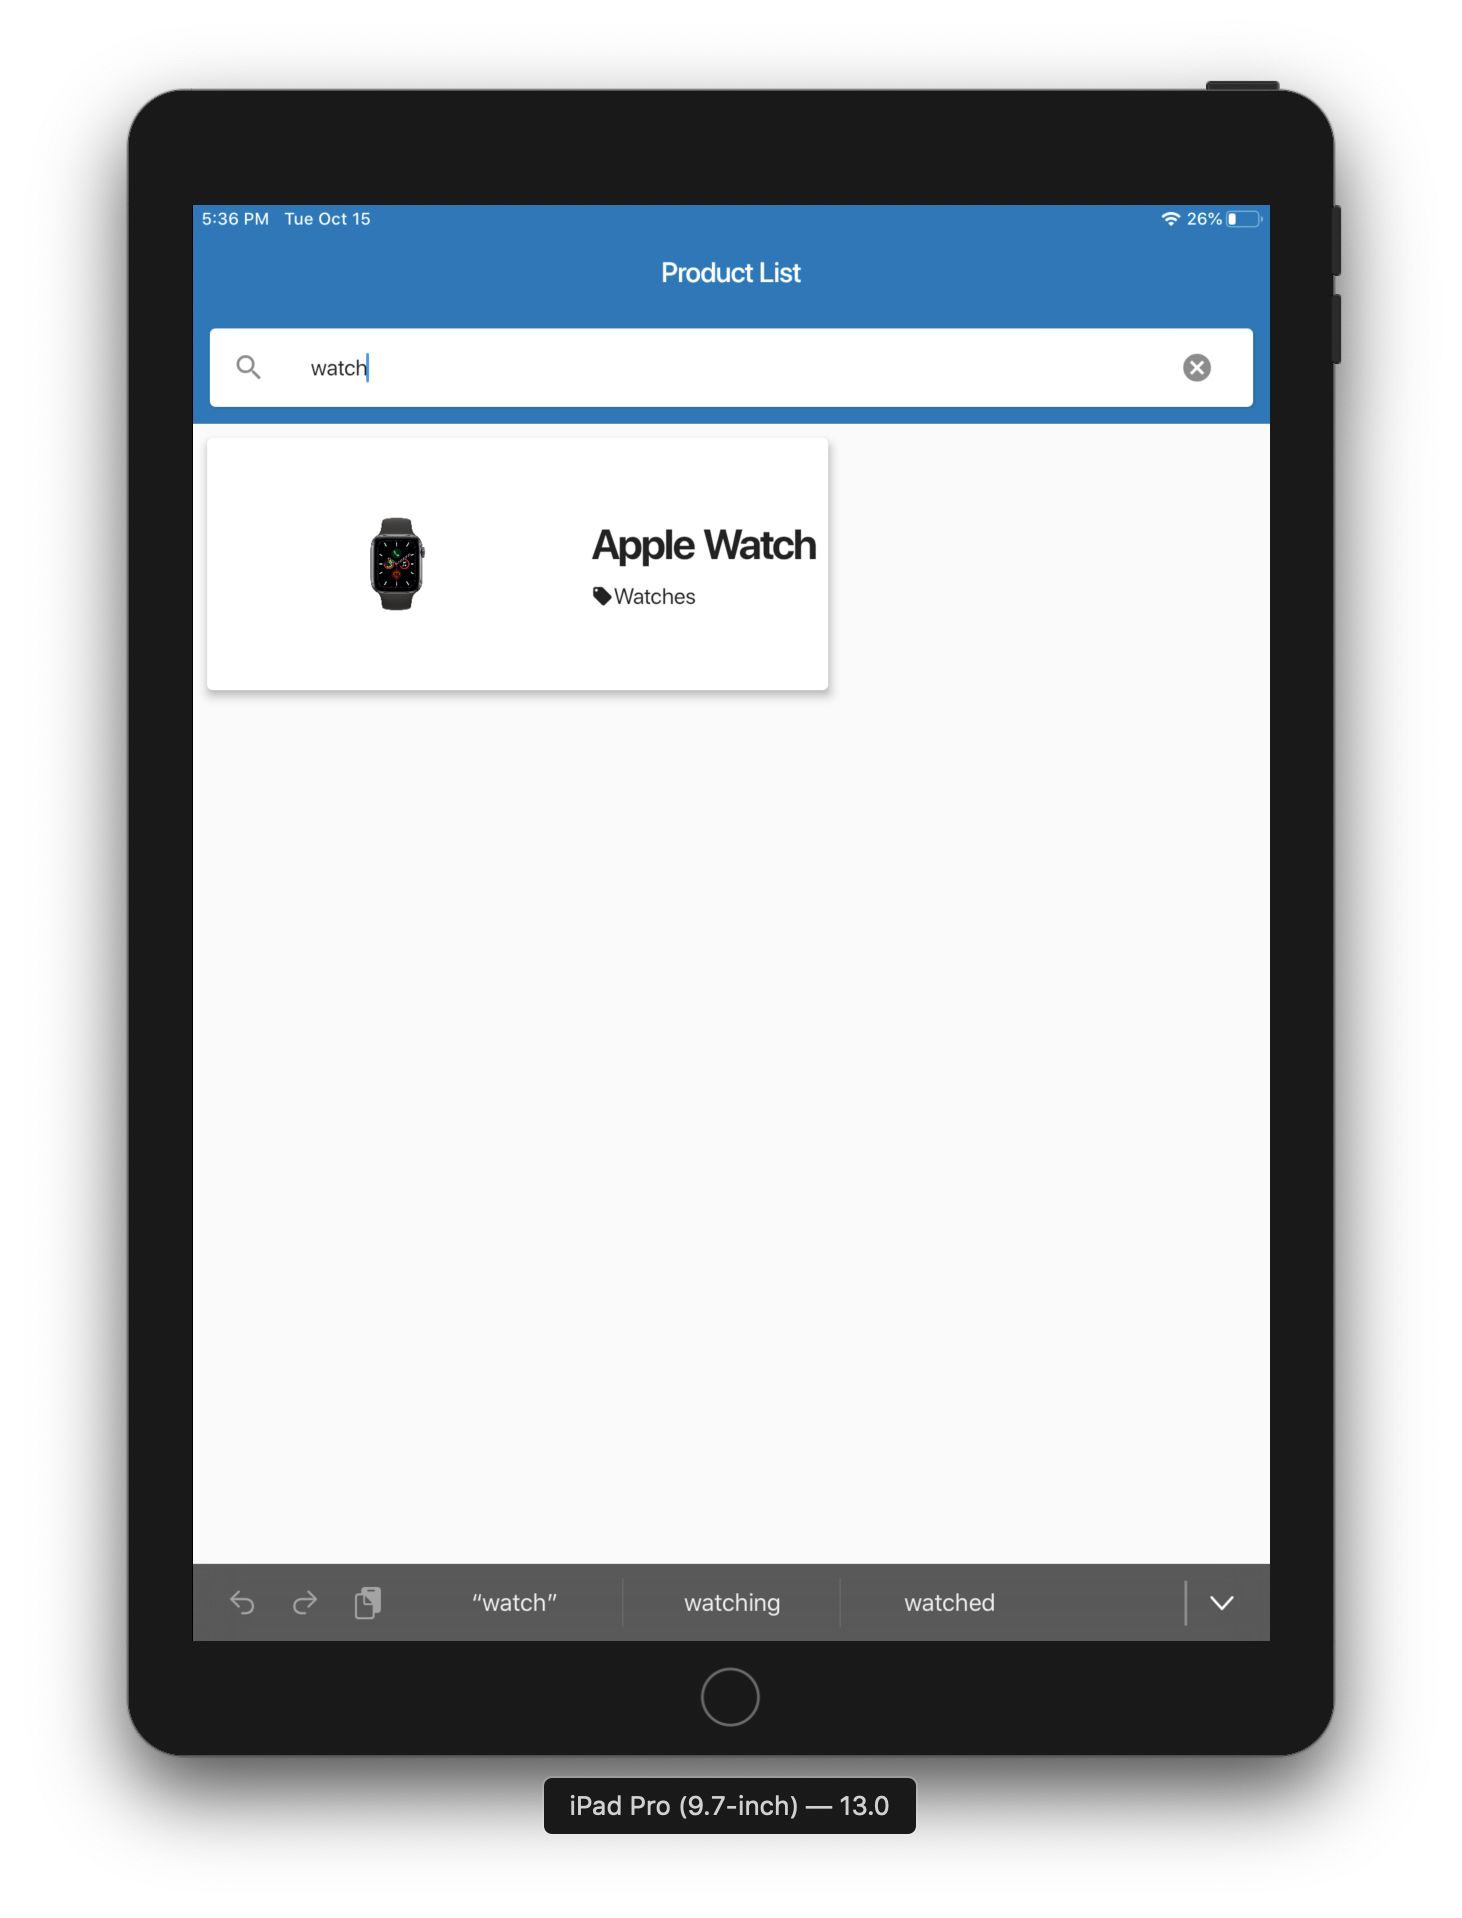 5:36 PM Tue Oct 15 26%
Product List
watch
Apple Watch
Watches
“watch” watching watched
iPad Pro (9.7-inch) — 13.0